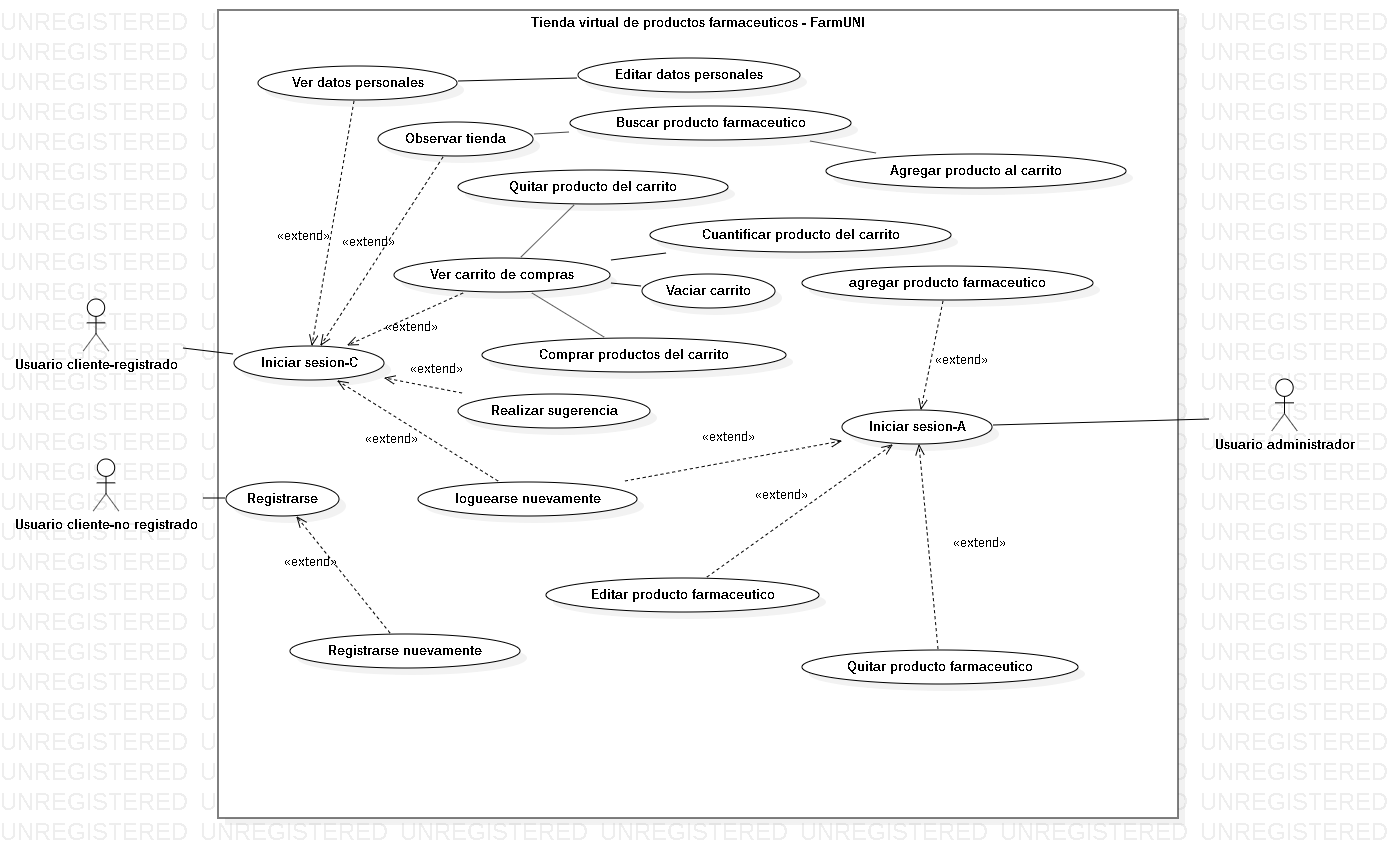 Tienda virtual de productos farmaceuticos - FarmUNI
Ver datos personales
Editar datos personales
Buscar producto farmaceutico
Observar tienda
Agregar producto al carrito
Quitar producto del carrito
«extend»
«extend»
Cuantificar producto del carrito
Ver carrito de compras
Vaciar carrito
agregar producto farmaceutico
«extend»
Comprar productos del carrito
Usuario cliente-registrado
Iniciar sesion-C
«extend»
«extend»
Realizar sugerencia
Iniciar sesion-A
Usuario administrador
«extend»
«extend»
«extend»
Registrarse
loguearse nuevamente
Usuario cliente-no registrado
«extend»
«extend»
Editar producto farmaceutico
Registrarse nuevamente
Quitar producto farmaceutico
UNREGISTERED UNREGISTERED UNREGISTERED UNREGISTERED UNREGISTERED UNREGISTERED UNREGISTERED